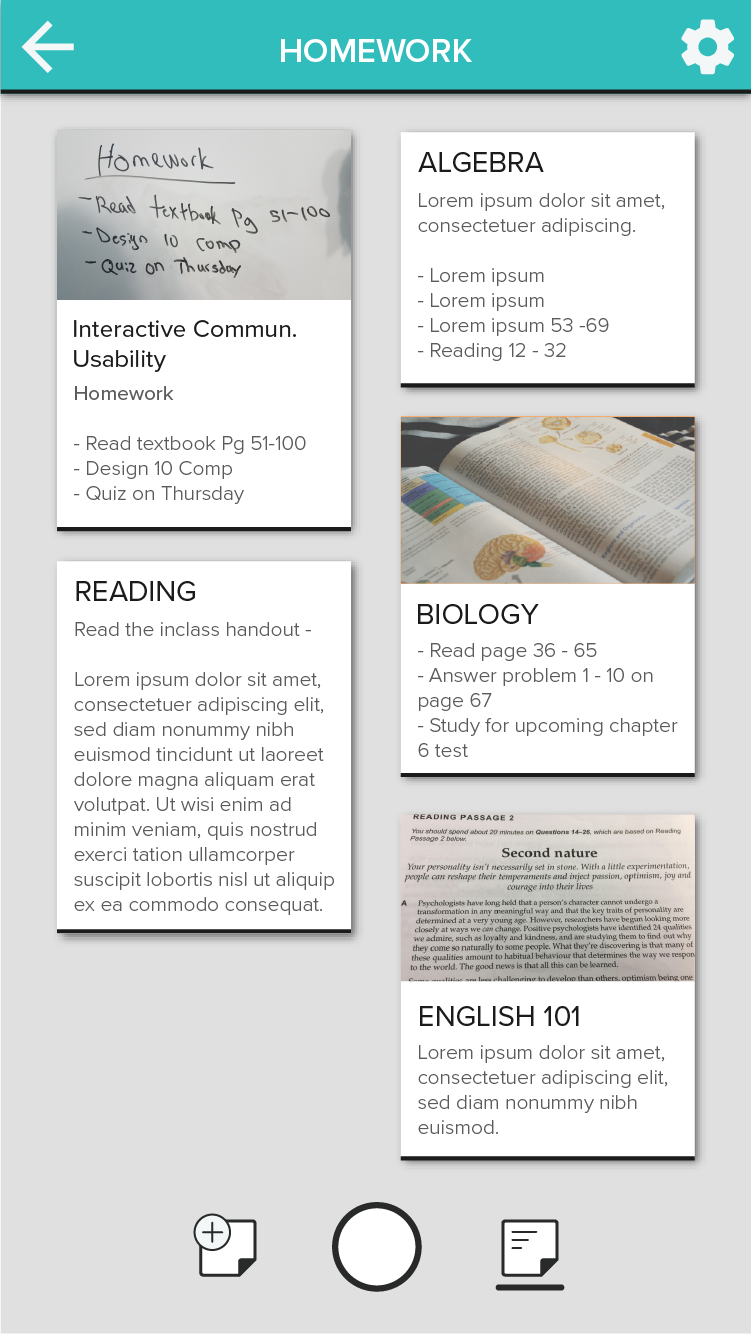 HOMEWORK
Homework
- Read textbook Pg 51-100
- Design 10 Comp
- Quiz on Thursday
Interactive Commun.
Usability
Homework
- Read textbook Pg 51-100
- Design 10 Comp
- Quiz on Thursday
READING
Read the inclass handout -
Lorem ipsum dolor sit amet,
consectetuer adipiscing elit,
sed diam nonummy nibh
euismod tincidunt ut laoreet
dolore magna aliquam erat
volutpat. Ut wisi enim ad
minim veniam, quis nostrud
exerci tation ullamcorper
suscipit lobortis nisl ut aliquip
ex ea commodo consequat.
ALGEBRA
Lorem ipsum dolor sit amet,
consectetuer adipiscing.
- Lorem ipsum
- Lorem ipsum
- Lorem ipsum 53 -69
- Reading 12 - 32
BIOLOGY
- Read page 36 - 65
- Answer problem 1 - 10 on
page 67
- Study for upcoming chapter
6 test
READING PASSAGE 2
You should spend about 20 minutes on Questions 14-26, which are based on Reading
Passage 2 below.
Second nature
Your personality isn't necessarily set in stone. With a little experimentation,
people can reshape their temperaments and inject passion, optimism, joy and
courage into their lives
A Psychologists have long held that a person's character cannot undergo a
transformation in any meaningful way and that the key traits of personality are
determined at a very young age. However, researchers have begun looking more
closely at ways we can change. Positive psychologists have identified 24 qualities
we admire, such as loyalty and kindness, and are studying them to find out why
they come so naturally to some people. What they're discovering is that many of
these qualities amount to habitual behaviour that determines the way we respon
to the world. The good news is that all this can be learned.
Some qualities are less challenging to develop than others, optimism being one
ENGLISH 101
Lorem ipsum dolor sit amet,
consectetuer adipiscing elit,
sed diam nonummy nibh
euismod.